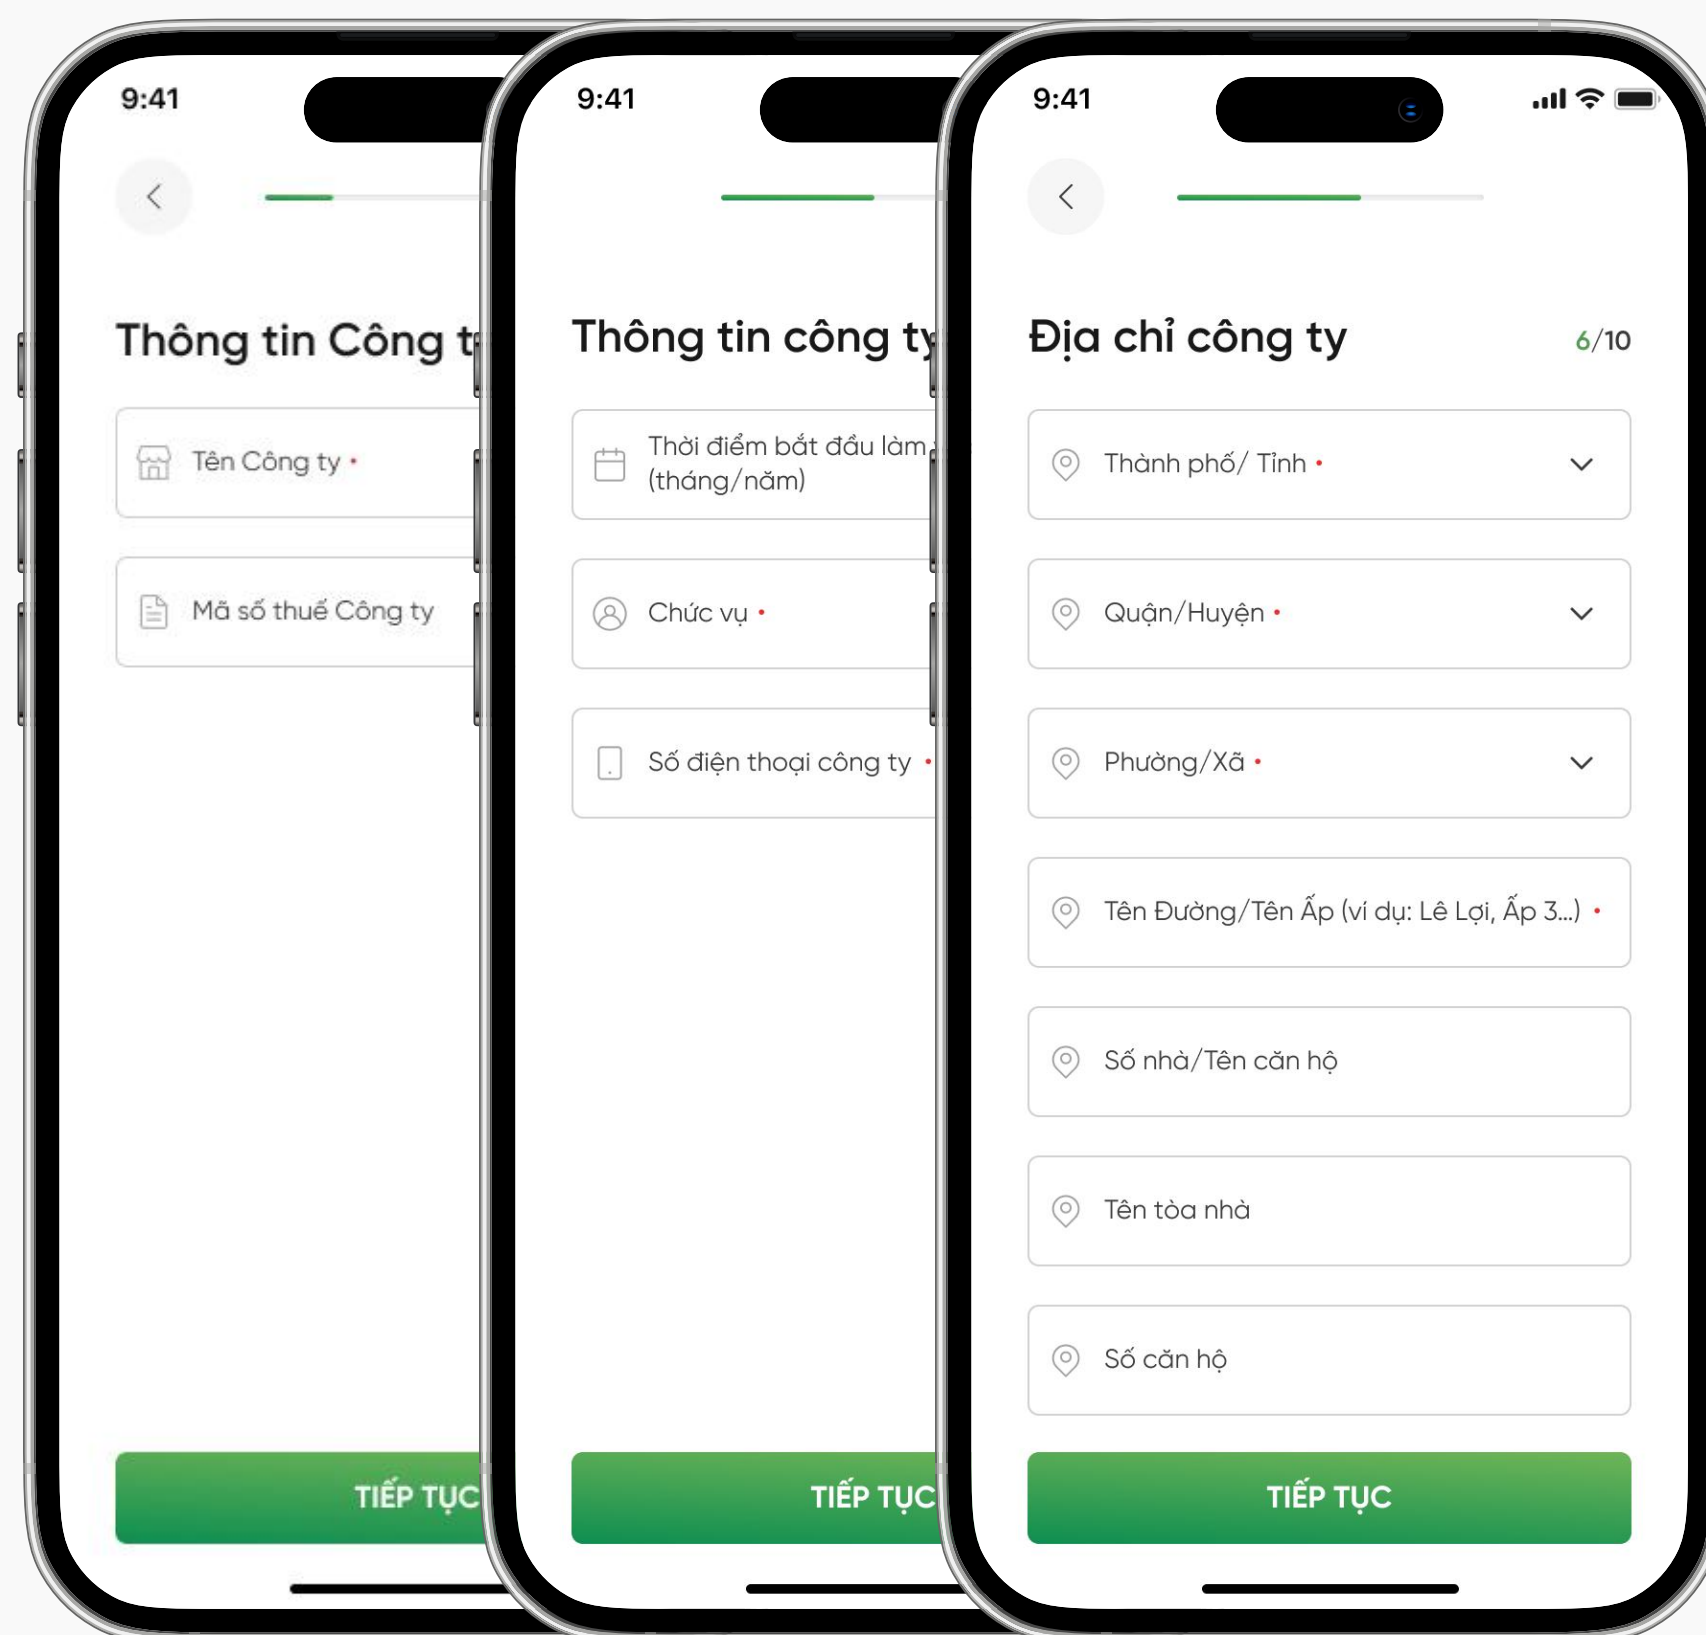 9:41
Thông tin Công t
Tên Công ty •
Mã số thuế Công ty
TIẾP TỤC
9:41
Thông tin công ty
Thời điểm bắt đầu làm
(tháng/năm)
Chức vụ •
Số điện thoại công ty •
TIẾP TỤC
9:41
Địa chỉ công ty
6/10
Thành phố/ Tỉnh •
Quận/Huyện •
Phường/Xã •
Tên Đường/Tên Ấp (ví dụ: Lê Lợi, Ấp 3...) •
Số nhà/Tên căn hộ
Tên tòa nhà
Số căn hộ
TIẾP TỤC